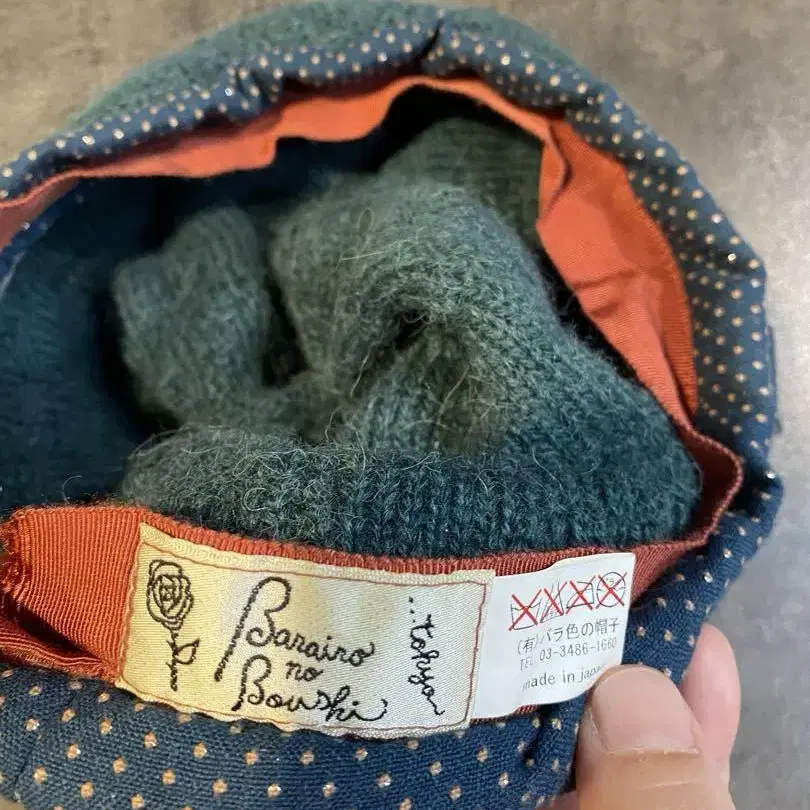 Barairo
no
Boushi
...tokyo
(有)バラ色の帽子
TEL.03-3486-1660
made in japan